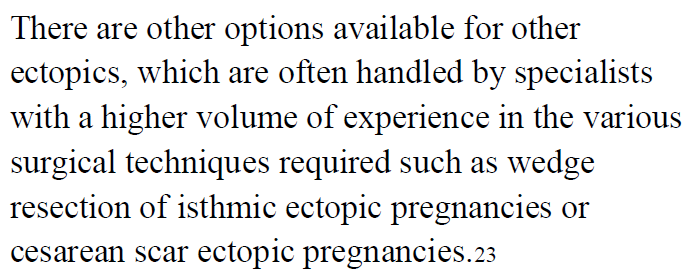 There are other options available for other
ectopics, which are often handled by specialists
with a higher volume of experience in the various
surgical techniques required such as wedge
resection of isthmic ectopic pregnancies or
cesarean scar ectopic pregnancies.23